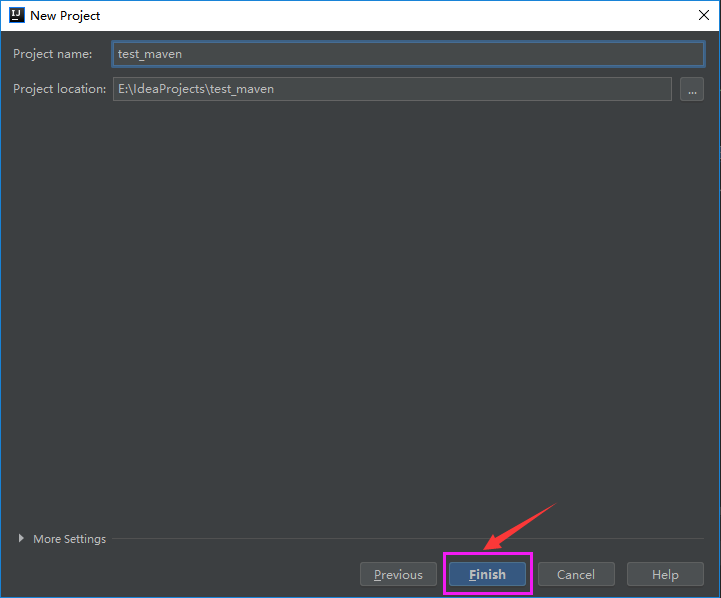 New Project
Project name: test_maven
Project location: E:\IdeaProjects\test_maven ...
More Settings
Previous Finish Cancel Help